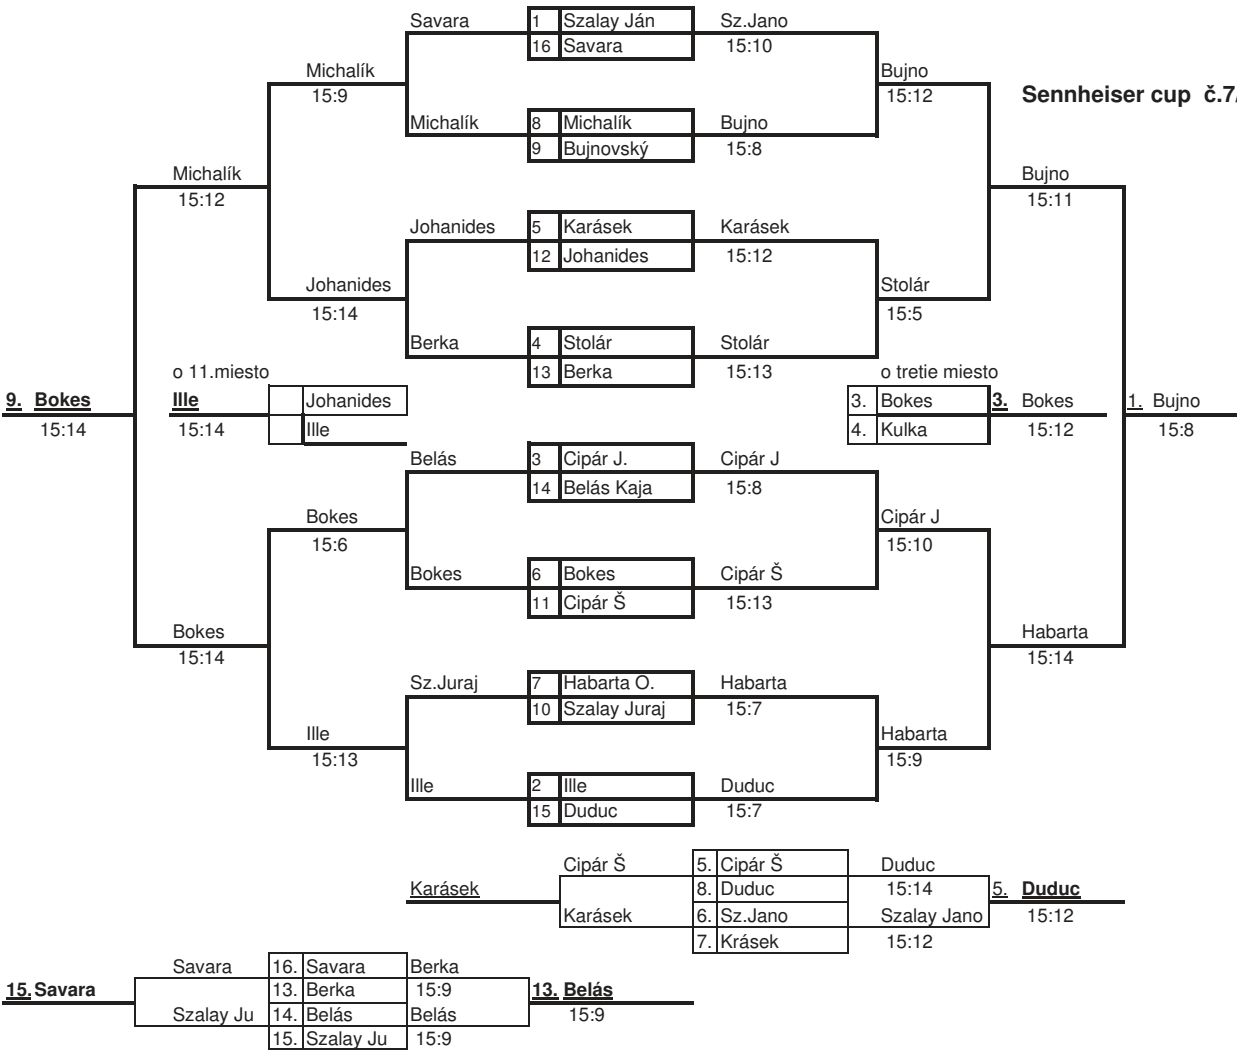 Savara 1 Szalay Ján Sz.Jano
16 Savara 15:10
Michalík Bujno
15:9 15:12 Sennheiser cup č.7/
Michalík 8 Michalík Bujno
9 Bujnovský 15:8
Michalík Bujno
15:12 15:11
Johanides 5 Karásek Karásek
12 Johanides 15:12
Johanides Stolár
15:14 15:5
Berka 4 Stolár Stolár
o 11.miesto 13 Berka 15:13 o tretie miesto
9. Bokes Ille Johanides 3. Bokes 3. Bokes 1. Bujno
15:14 15:14 Ille 4. Kulka 15:12 15:8
Belás 3 Cipár J. Cipár J
14 Belás Kaja 15:8
Bokes Cipár J
15:6 15:10
Bokes 6 Bokes Cipár Š
11 Cipár Š 15:13
Bokes Habarta
15:14 15:14
Sz.Juraj 7 Habarta O. Habarta
10 Szalay Juraj 15:7
Ille Habarta
15:13 15:9
Ille 2 Ille Duduc
15 Duduc 15:7
Cipár Š 5. Cipár Š Duduc
Karásek 8. Duduc 15:14 5. Duduc
Karásek 6. Sz.Jano Szalay Jano 15:12
7. Krásek 15:12
Savara 16. Savara Berka
15. Savara 13. Berka 15:9 13. Belás
Szalay Ju 14. Belás Belás 15:9
15. Szalay Ju 15:9